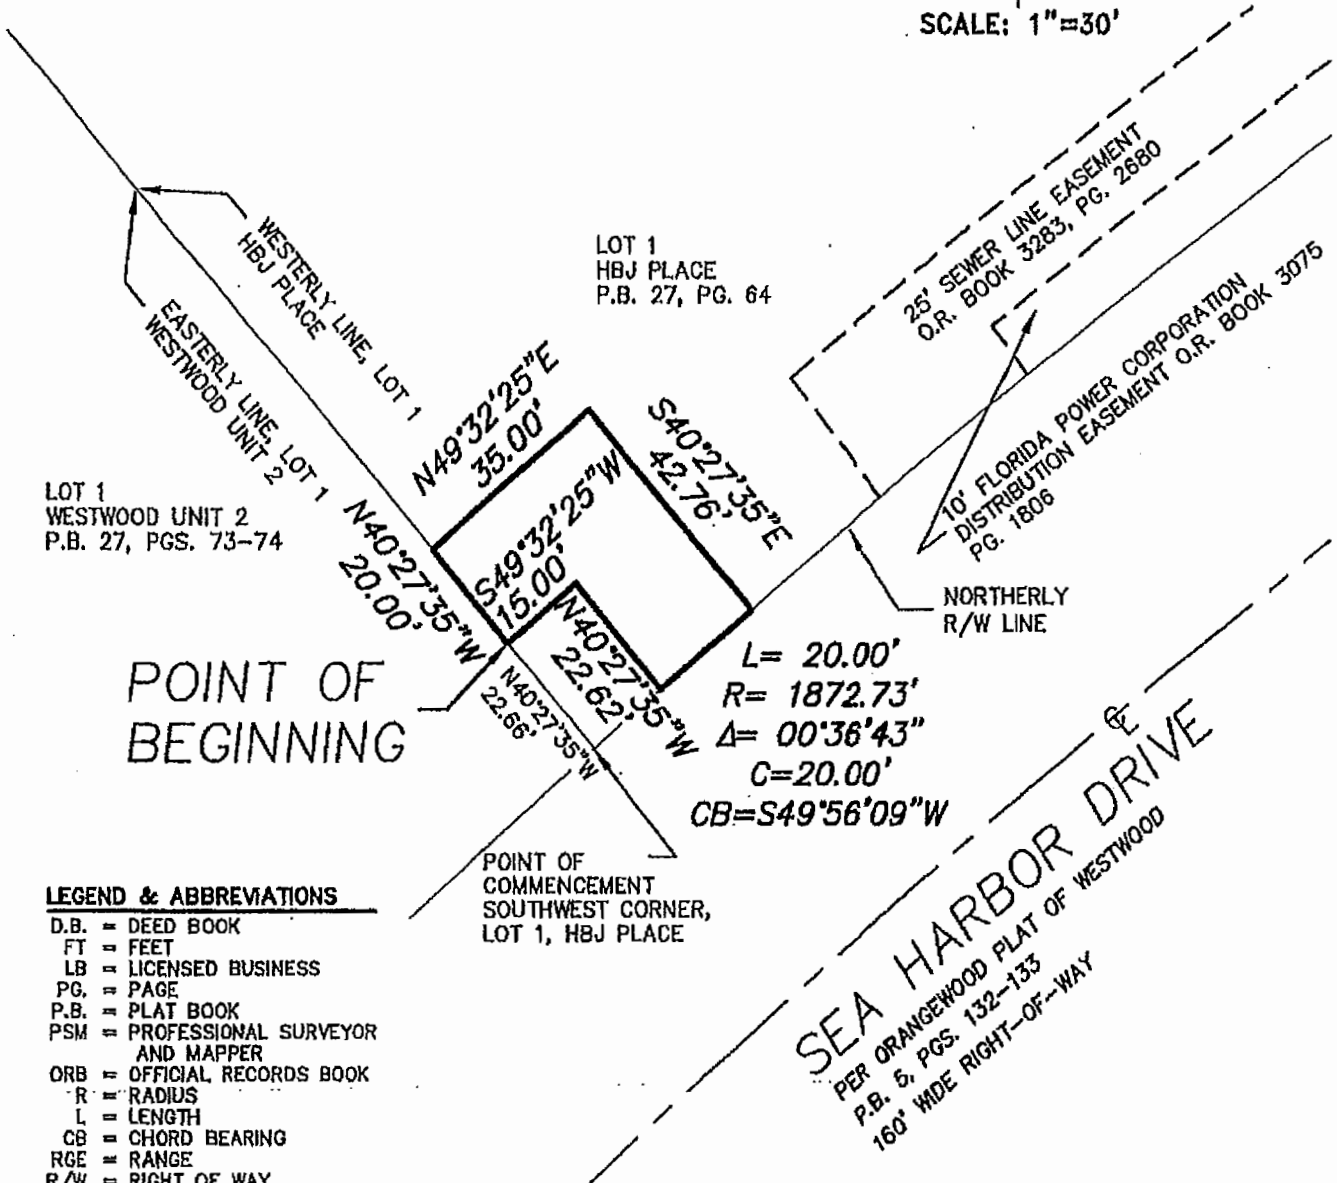 SCALE: 1"=30'
25' SEWER LINE EASEMENT
O.R. BOOK 3283, PG. 2680
LOT 1
HBJ PLACE
P.B. 27, PG. 64
WESTERLY LINE, LOT 1
HBJ PLACE
EASTERLY LINE, LOT 1
WESTWOOD UNIT 2
10' FLORIDA POWER CORPORATION
DISTRIBUTION EASEMENT O.R. BOOK 3075
PG. 1806
N49°32'25"E
35.00'
S40°27'35"E
42.76'
LOT 1
WESTWOOD UNIT 2
P.B. 27, PGS. 73-74
N40°27'35"W
20.00'
S49°32'25"W
15.00'
N40°27'35"W
22.62'
NORTHERLY
R/W LINE
POINT OF
BEGINNING
N40°27'35"W
22.66'
L= 20.00'
R= 1872.73'
Δ= 00°36'43"
C=20.00'
CB=S49°56'09"W
POINT OF
COMMENCEMENT
SOUTHWEST CORNER,
LOT 1, HBJ PLACE
℄
SEA HARBOR DRIVE
PER ORANGEWOOD PLAT OF WESTWOOD
P.B. 5, PGS. 132-133
160' WIDE RIGHT-OF-WAY
LEGEND & ABBREVIATIONS
D.B. = DEED BOOK
FT = FEET
LB = LICENSED BUSINESS
PG. = PAGE
P.B. = PLAT BOOK
PSM = PROFESSIONAL SURVEYOR
AND MAPPER
ORB = OFFICIAL RECORDS BOOK
R = RADIUS
L = LENGTH
CB = CHORD BEARING
RGE = RANGE
R/W = RIGHT OF WAY